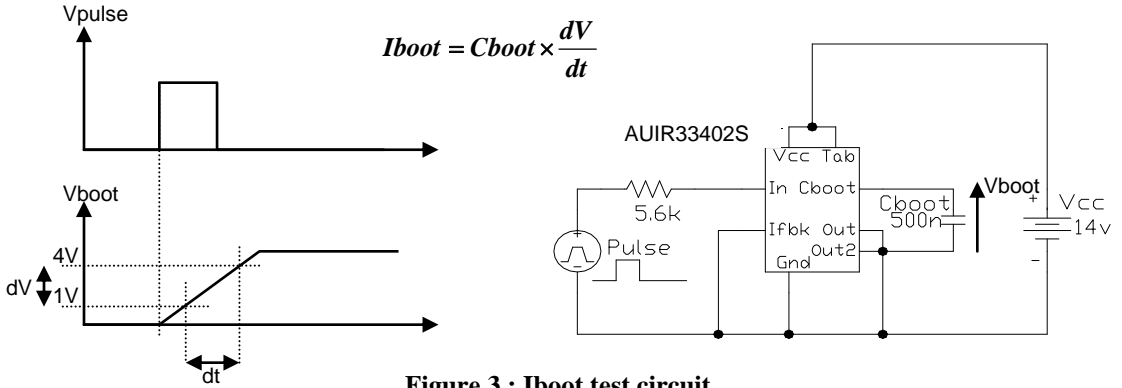 Vpulse
Iboot = Cboot × dV/dt
AUIR33402S
Vcc Tab
In Cboot
5.6k
Ifbk Out
Out2
Gnd
Pulse
+
-
Cboot
500n
Vboot
+
Vcc
14v
-
Vboot
4V
dV
1V
dt
Figure 3 : Iboot test circuit